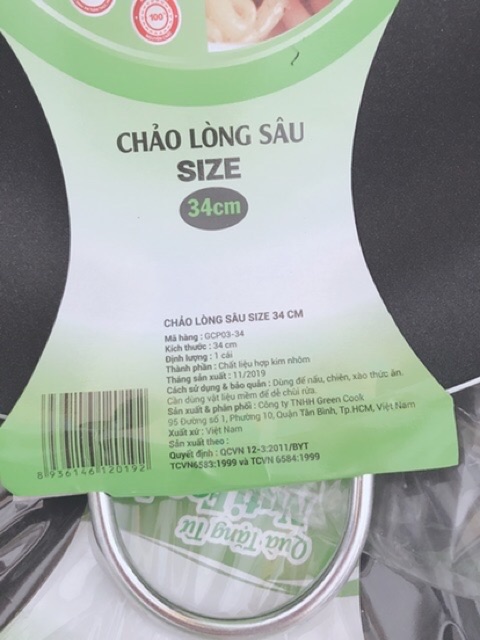 100%
CHẢO LÒNG SÂU
SIZE
34cm
CHẢO LÒNG SÂU SIZE 34 CM
Mã hàng : GCP03-34
Kích thước : 34 cm
Định lượng : 1 cái
Thành phần : Chất liệu hợp kim nhôm
Tháng sản xuất : 11/2019
Cách sử dụng & bảo quản : Dùng để nấu, chiên, xào thức ăn.
Cần dùng vật liệu mềm để dễ chùi rửa.
Sản xuất & phân phối : Công ty TNHH Green Cook
95 Đường số 1, Phường 10, Quận Tân Bình, Tp.HCM, Việt Nam
Xuất xứ : Việt Nam
Sản xuất theo :
Quyết định : QCVN 12-3:2011/BYT
TCVN6583:1999 và TCVN 6584:1999
8 936146 120192
Quà Tặng Từ